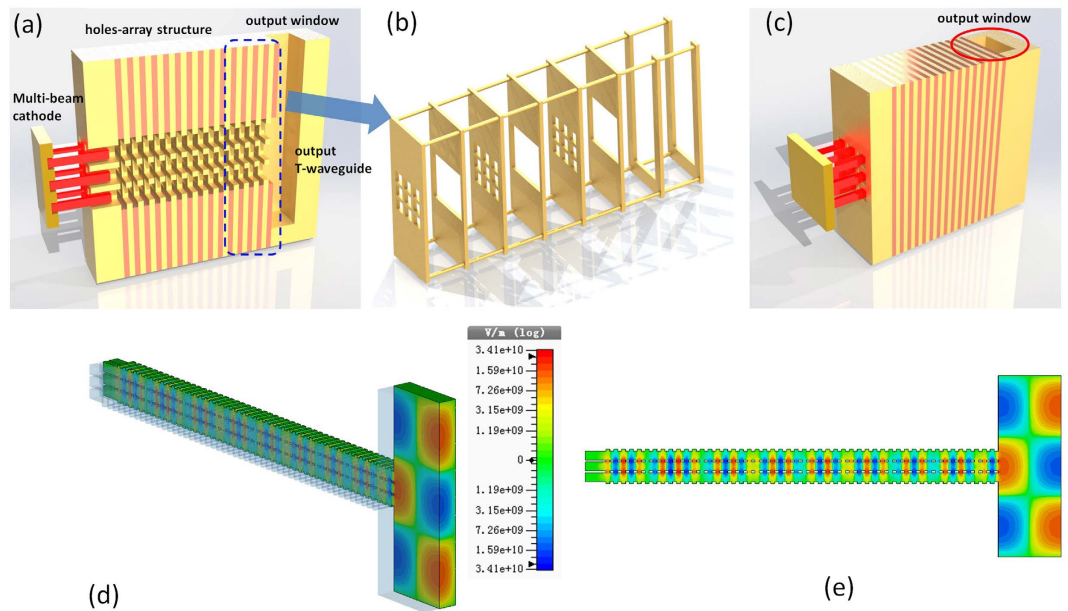 (a)
holes-array structure
output window
Multi-beam
cathode
output
T-waveguide
(b)
(c)
output window
V/m (log)
3.41e+10
1.59e+10
7.26e+09
3.15e+09
1.19e+09
0
1.19e+09
3.15e+09
7.26e+09
1.59e+10
3.41e+10
(d)
(e)